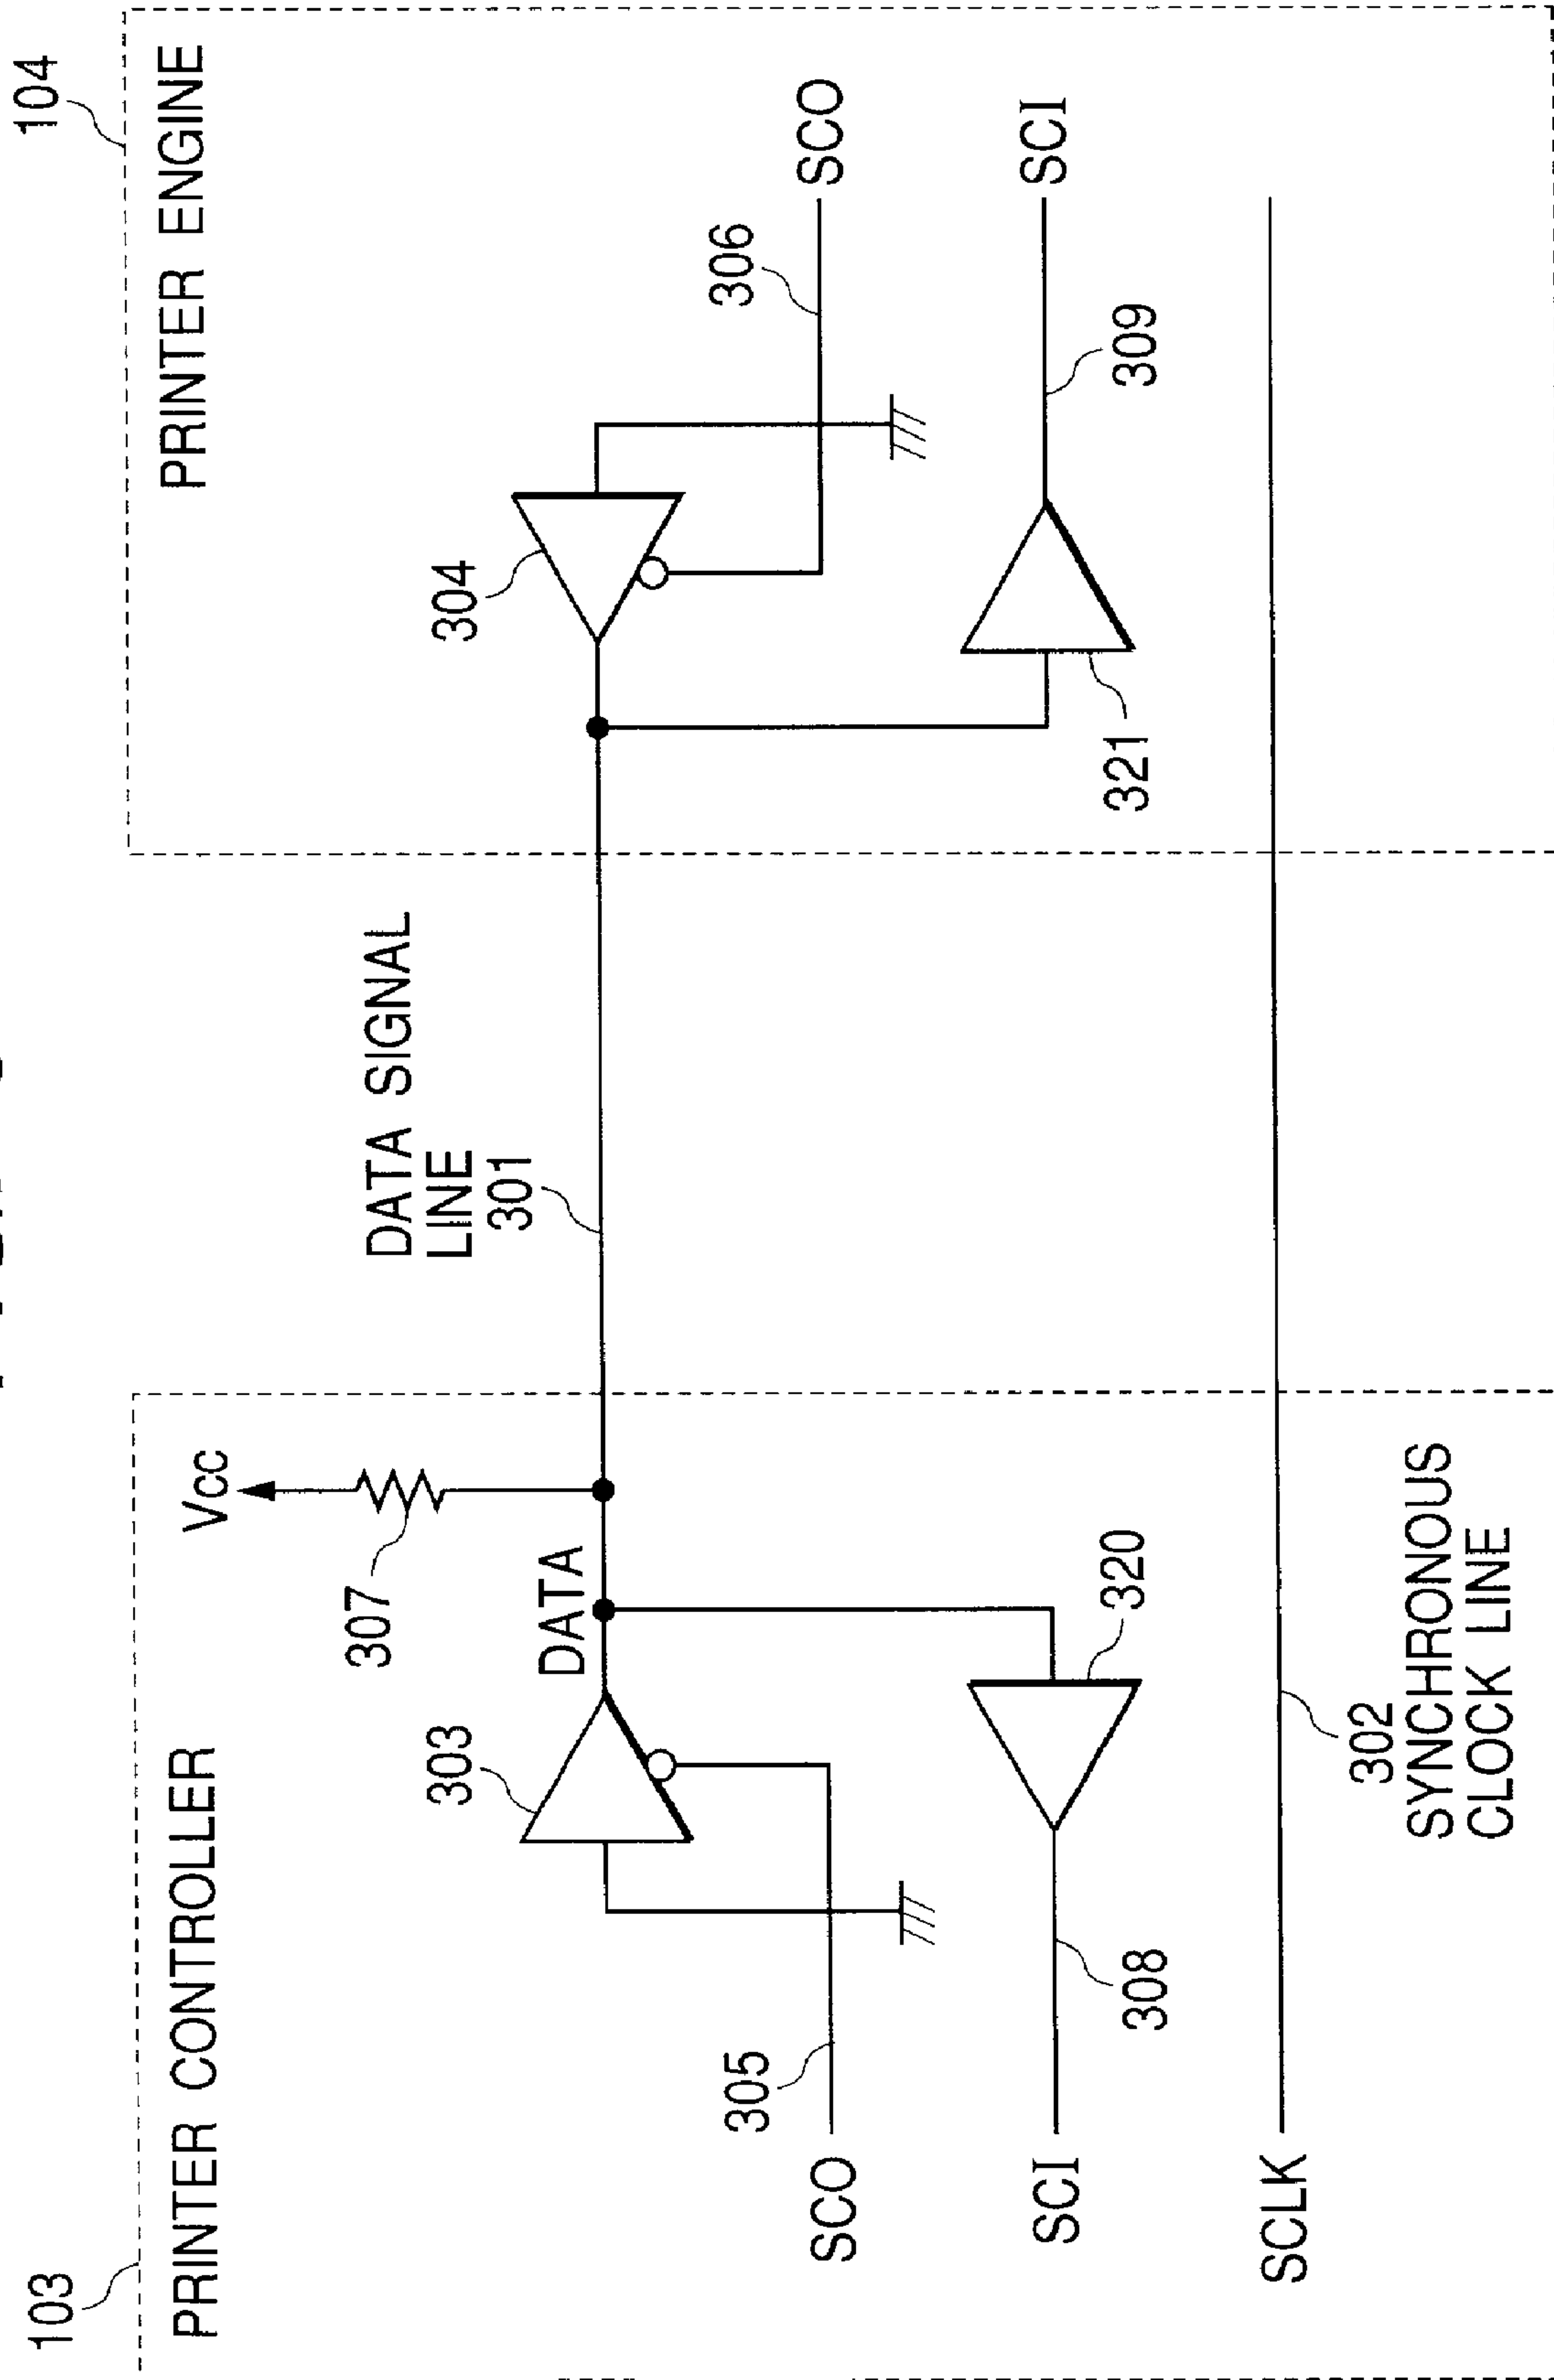 103
PRINTER CONTROLLER
104
PRINTER ENGINE
Vcc
307
DATA SIGNAL
LINE
301
DATA
303
304
305
SCO
306
SCO
SCI
308
320
321
309
SCI
SCLK
302
SYNCHRONOUS
CLOCK LINE